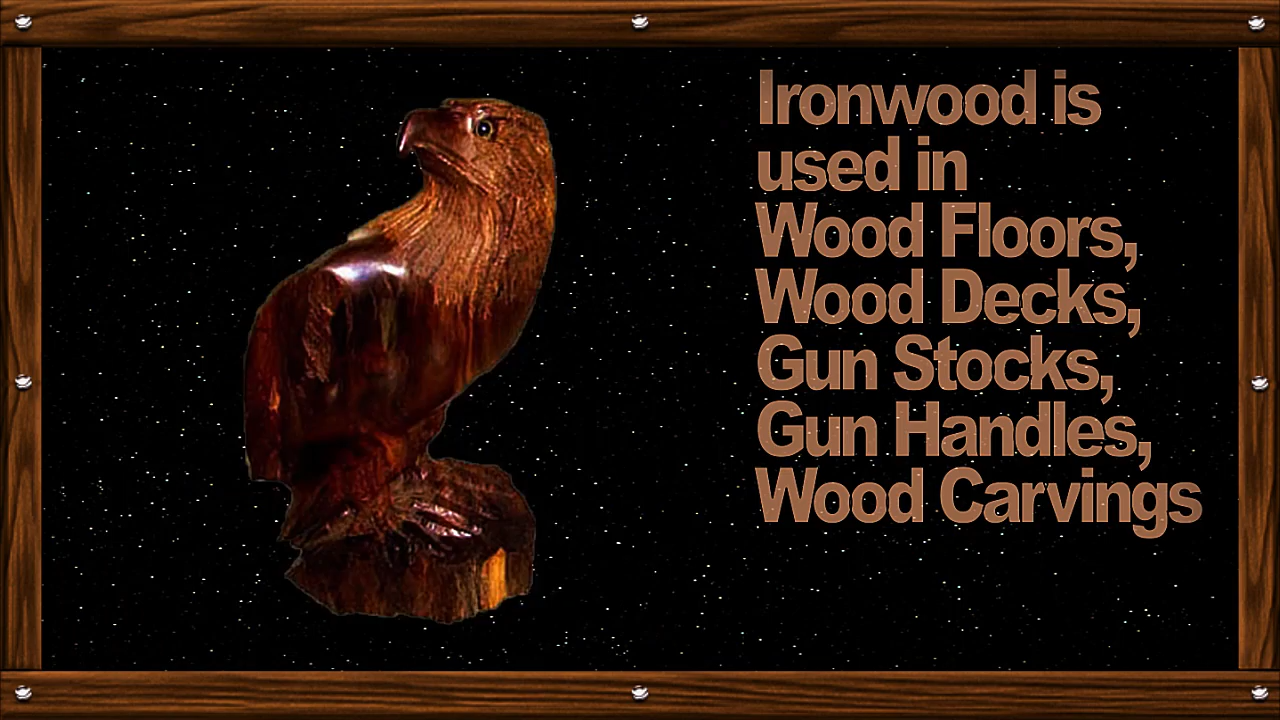 Ironwood is
used in
Wood Floors,
Wood Decks,
Gun Stocks,
Gun Handles,
Wood Carvings